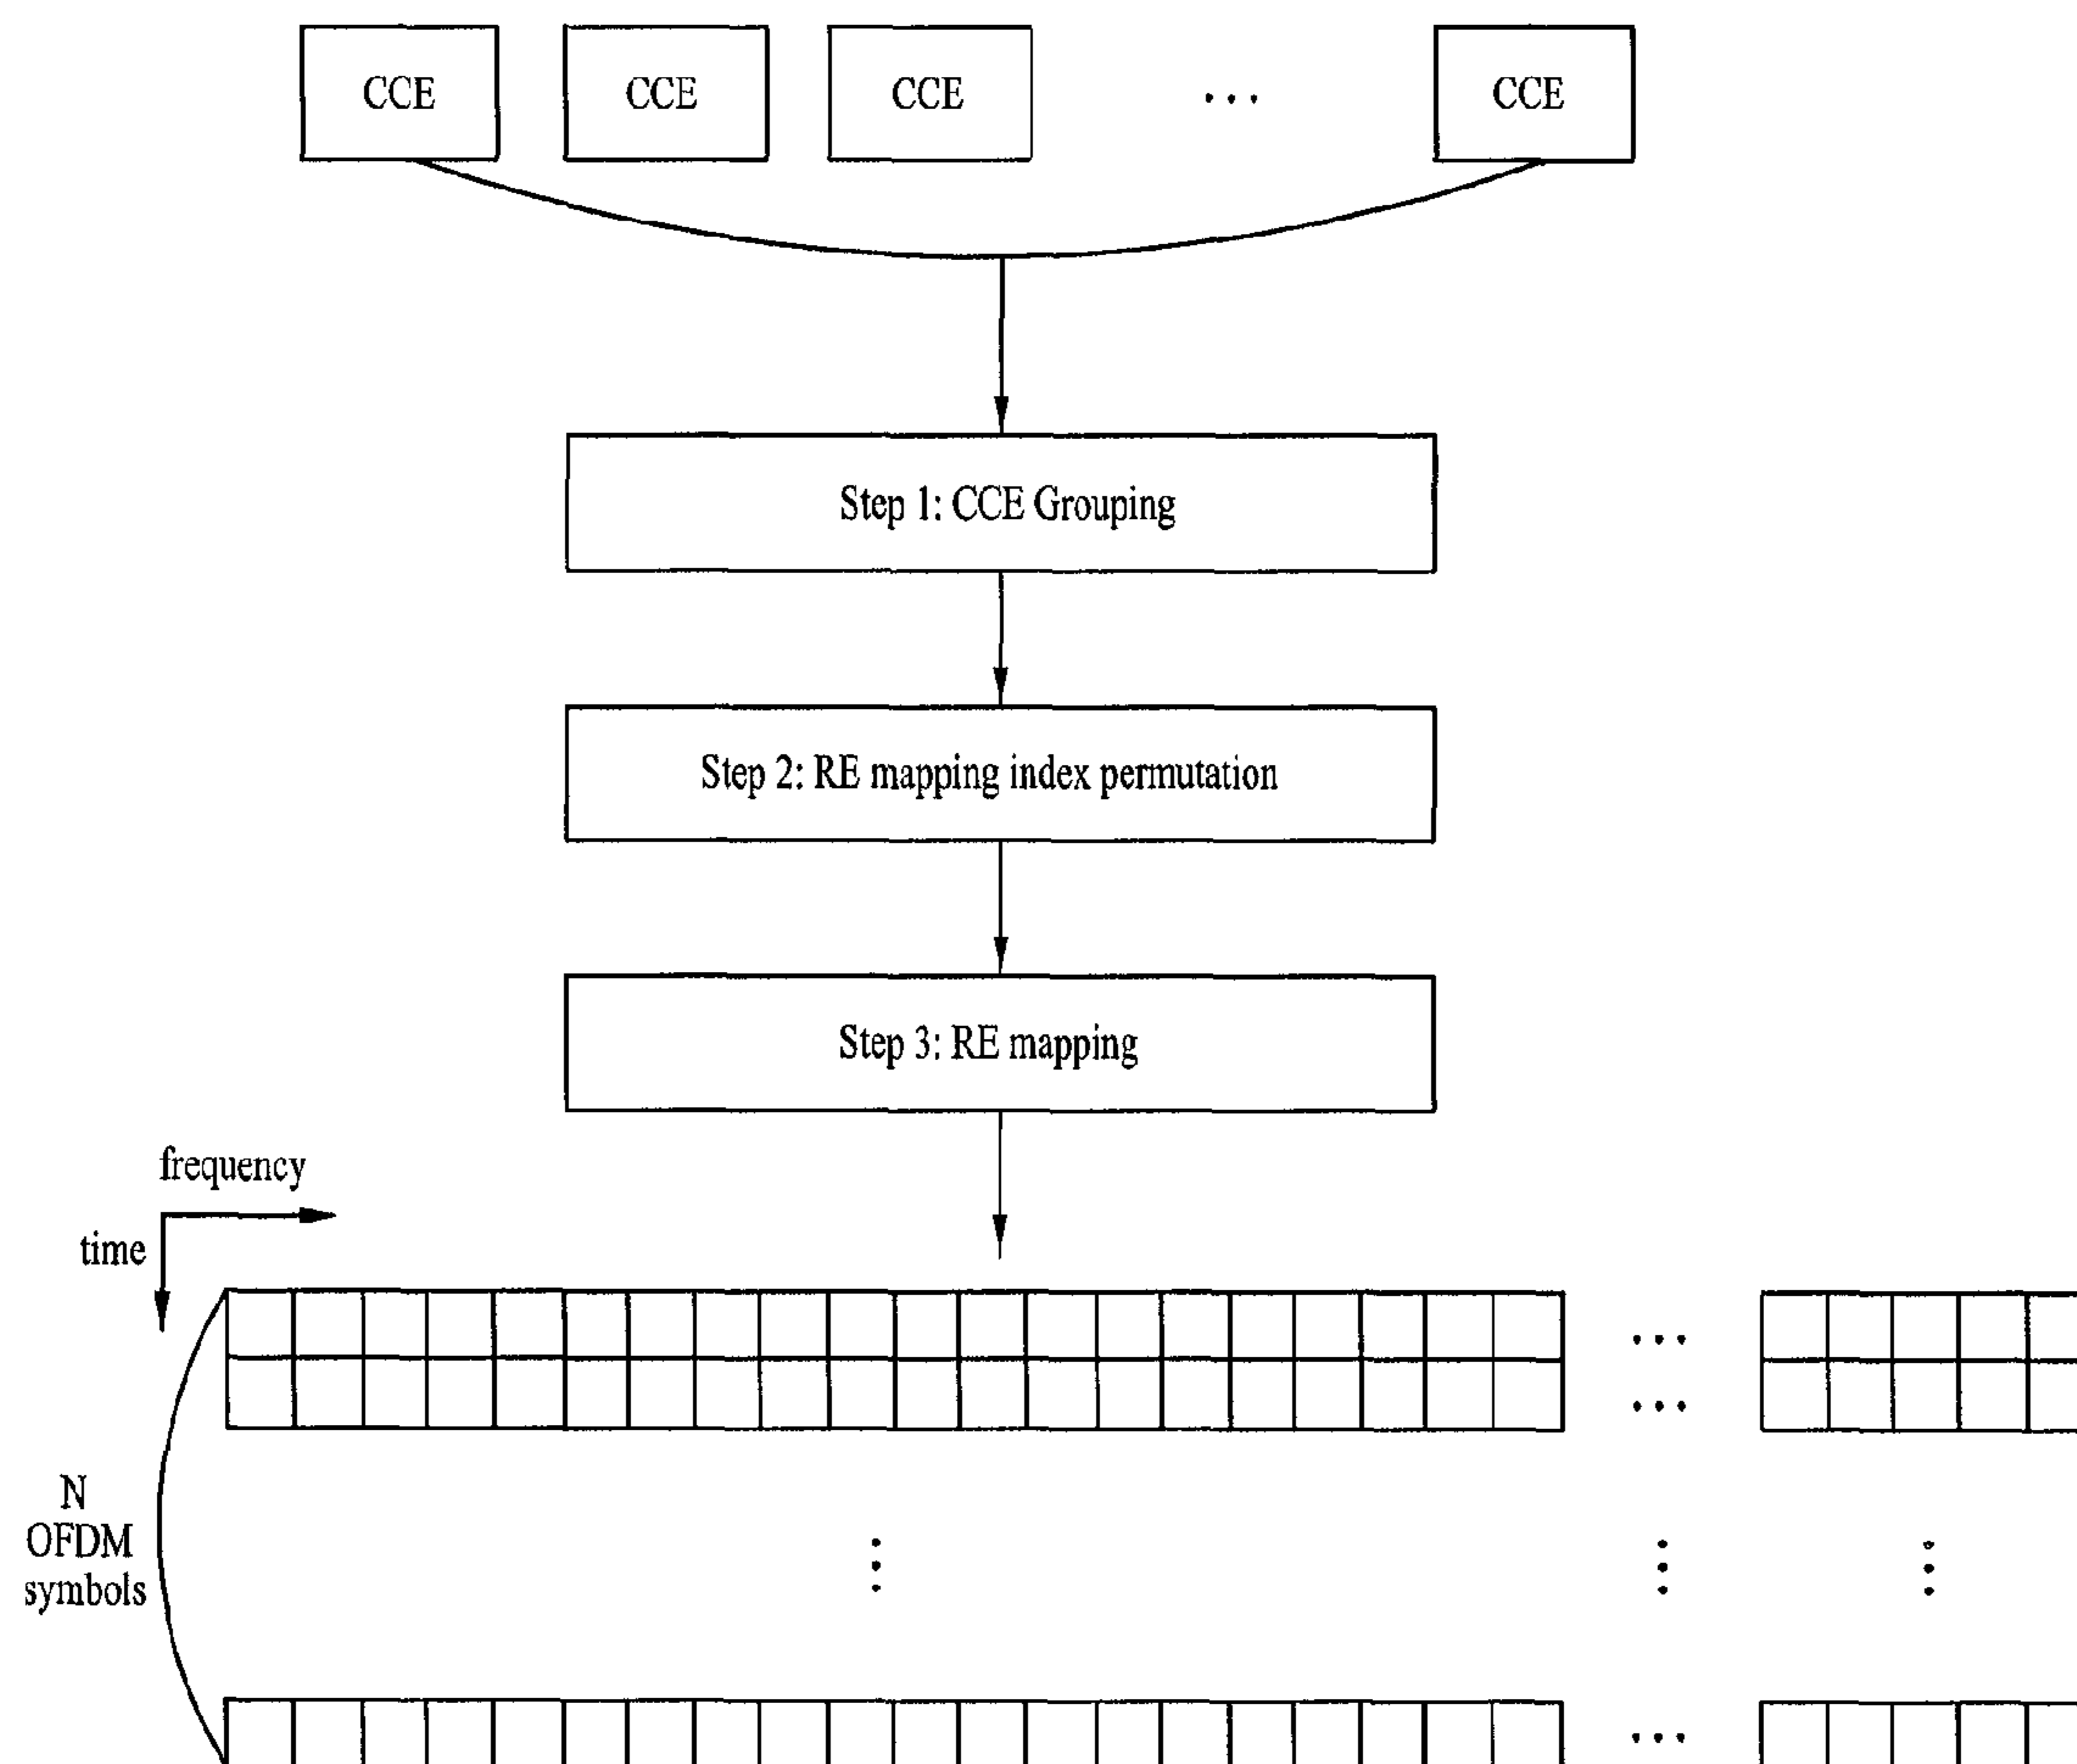 CCE CCE CCE ... CCE
Step 1: CCE Grouping
Step 2: RE mapping index permutation
Step 3: RE mapping
frequency
time
... 
...
N
OFDM
symbols
...